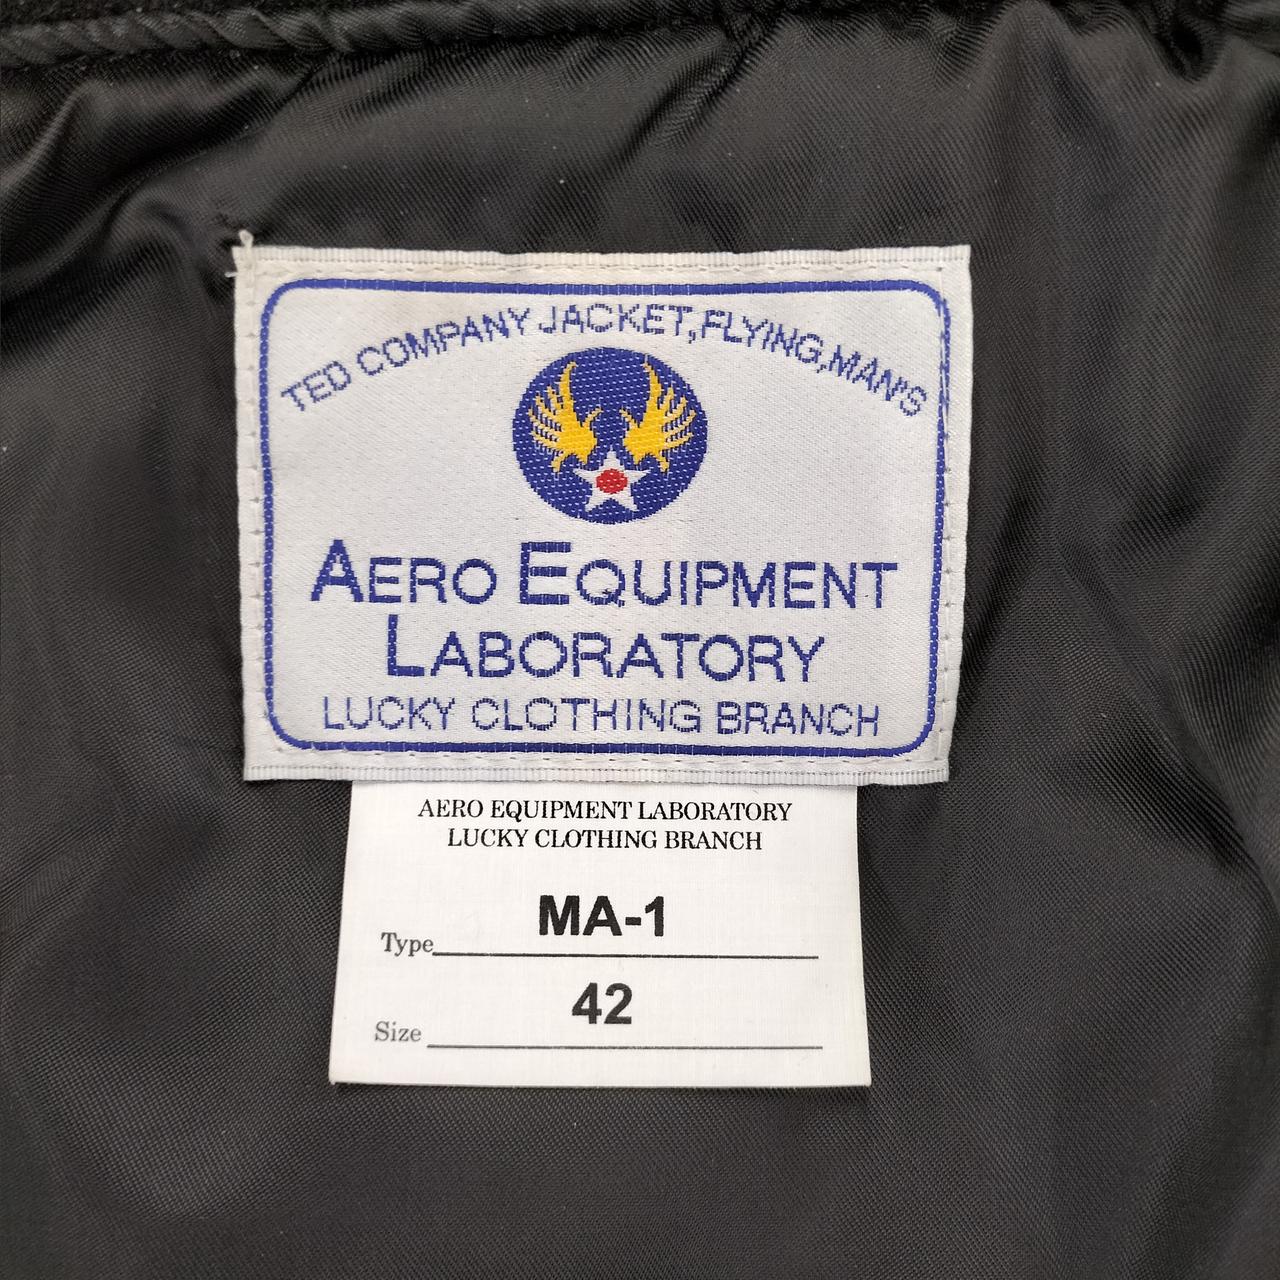 TED COMPANY JACKET,FLYING,MAN'S
AERO EQUIPMENT
LABORATORY
LUCKY CLOTHING BRANCH
AERO EQUIPMENT LABORATORY
LUCKY CLOTHING BRANCH
Type MA-1
Size 42